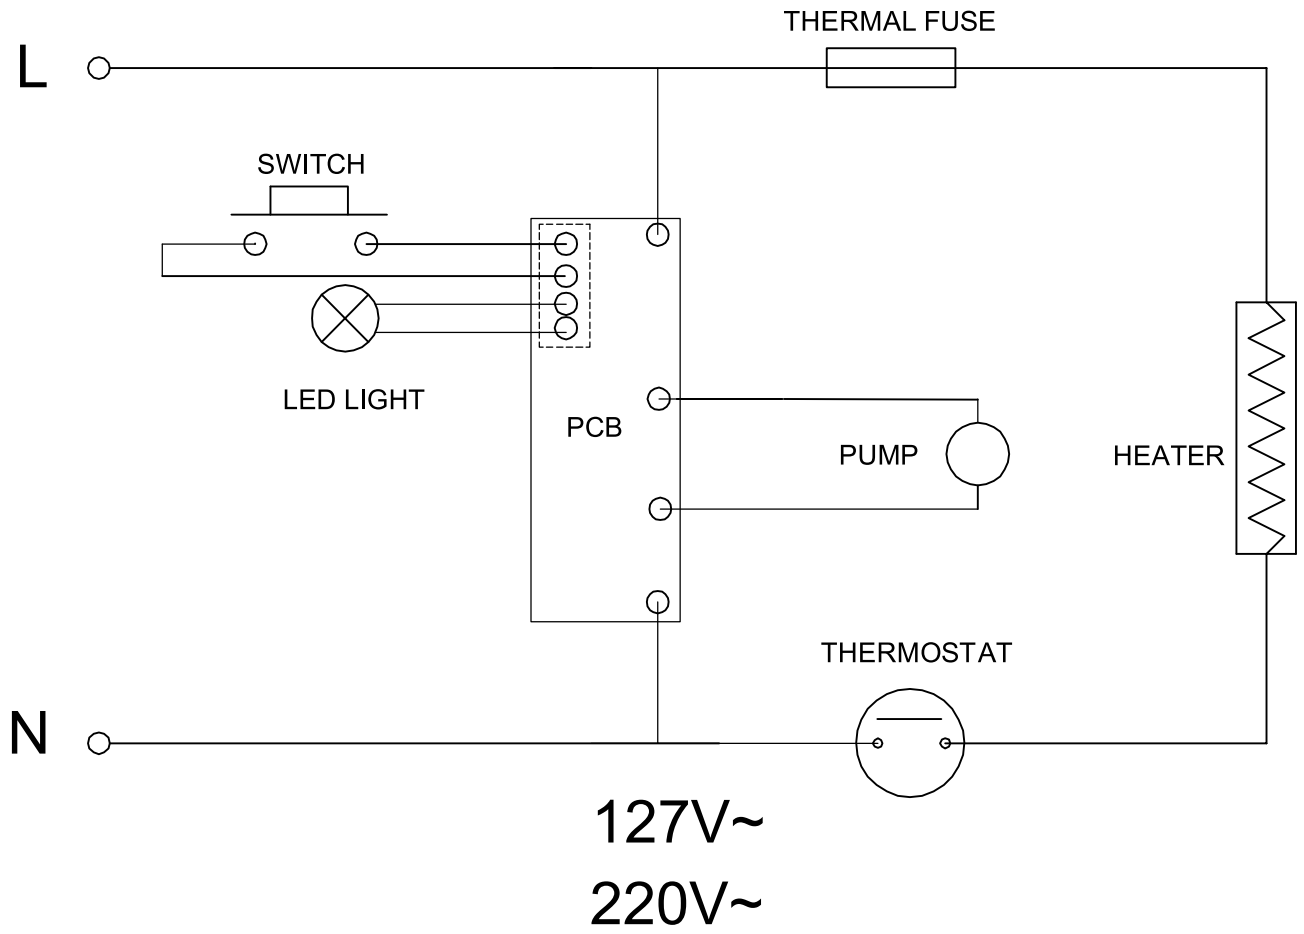 THERMAL FUSE
L
SWITCH
LED LIGHT
PCB
PUMP
HEATER
THERMOSTAT
N
127V~
220V~